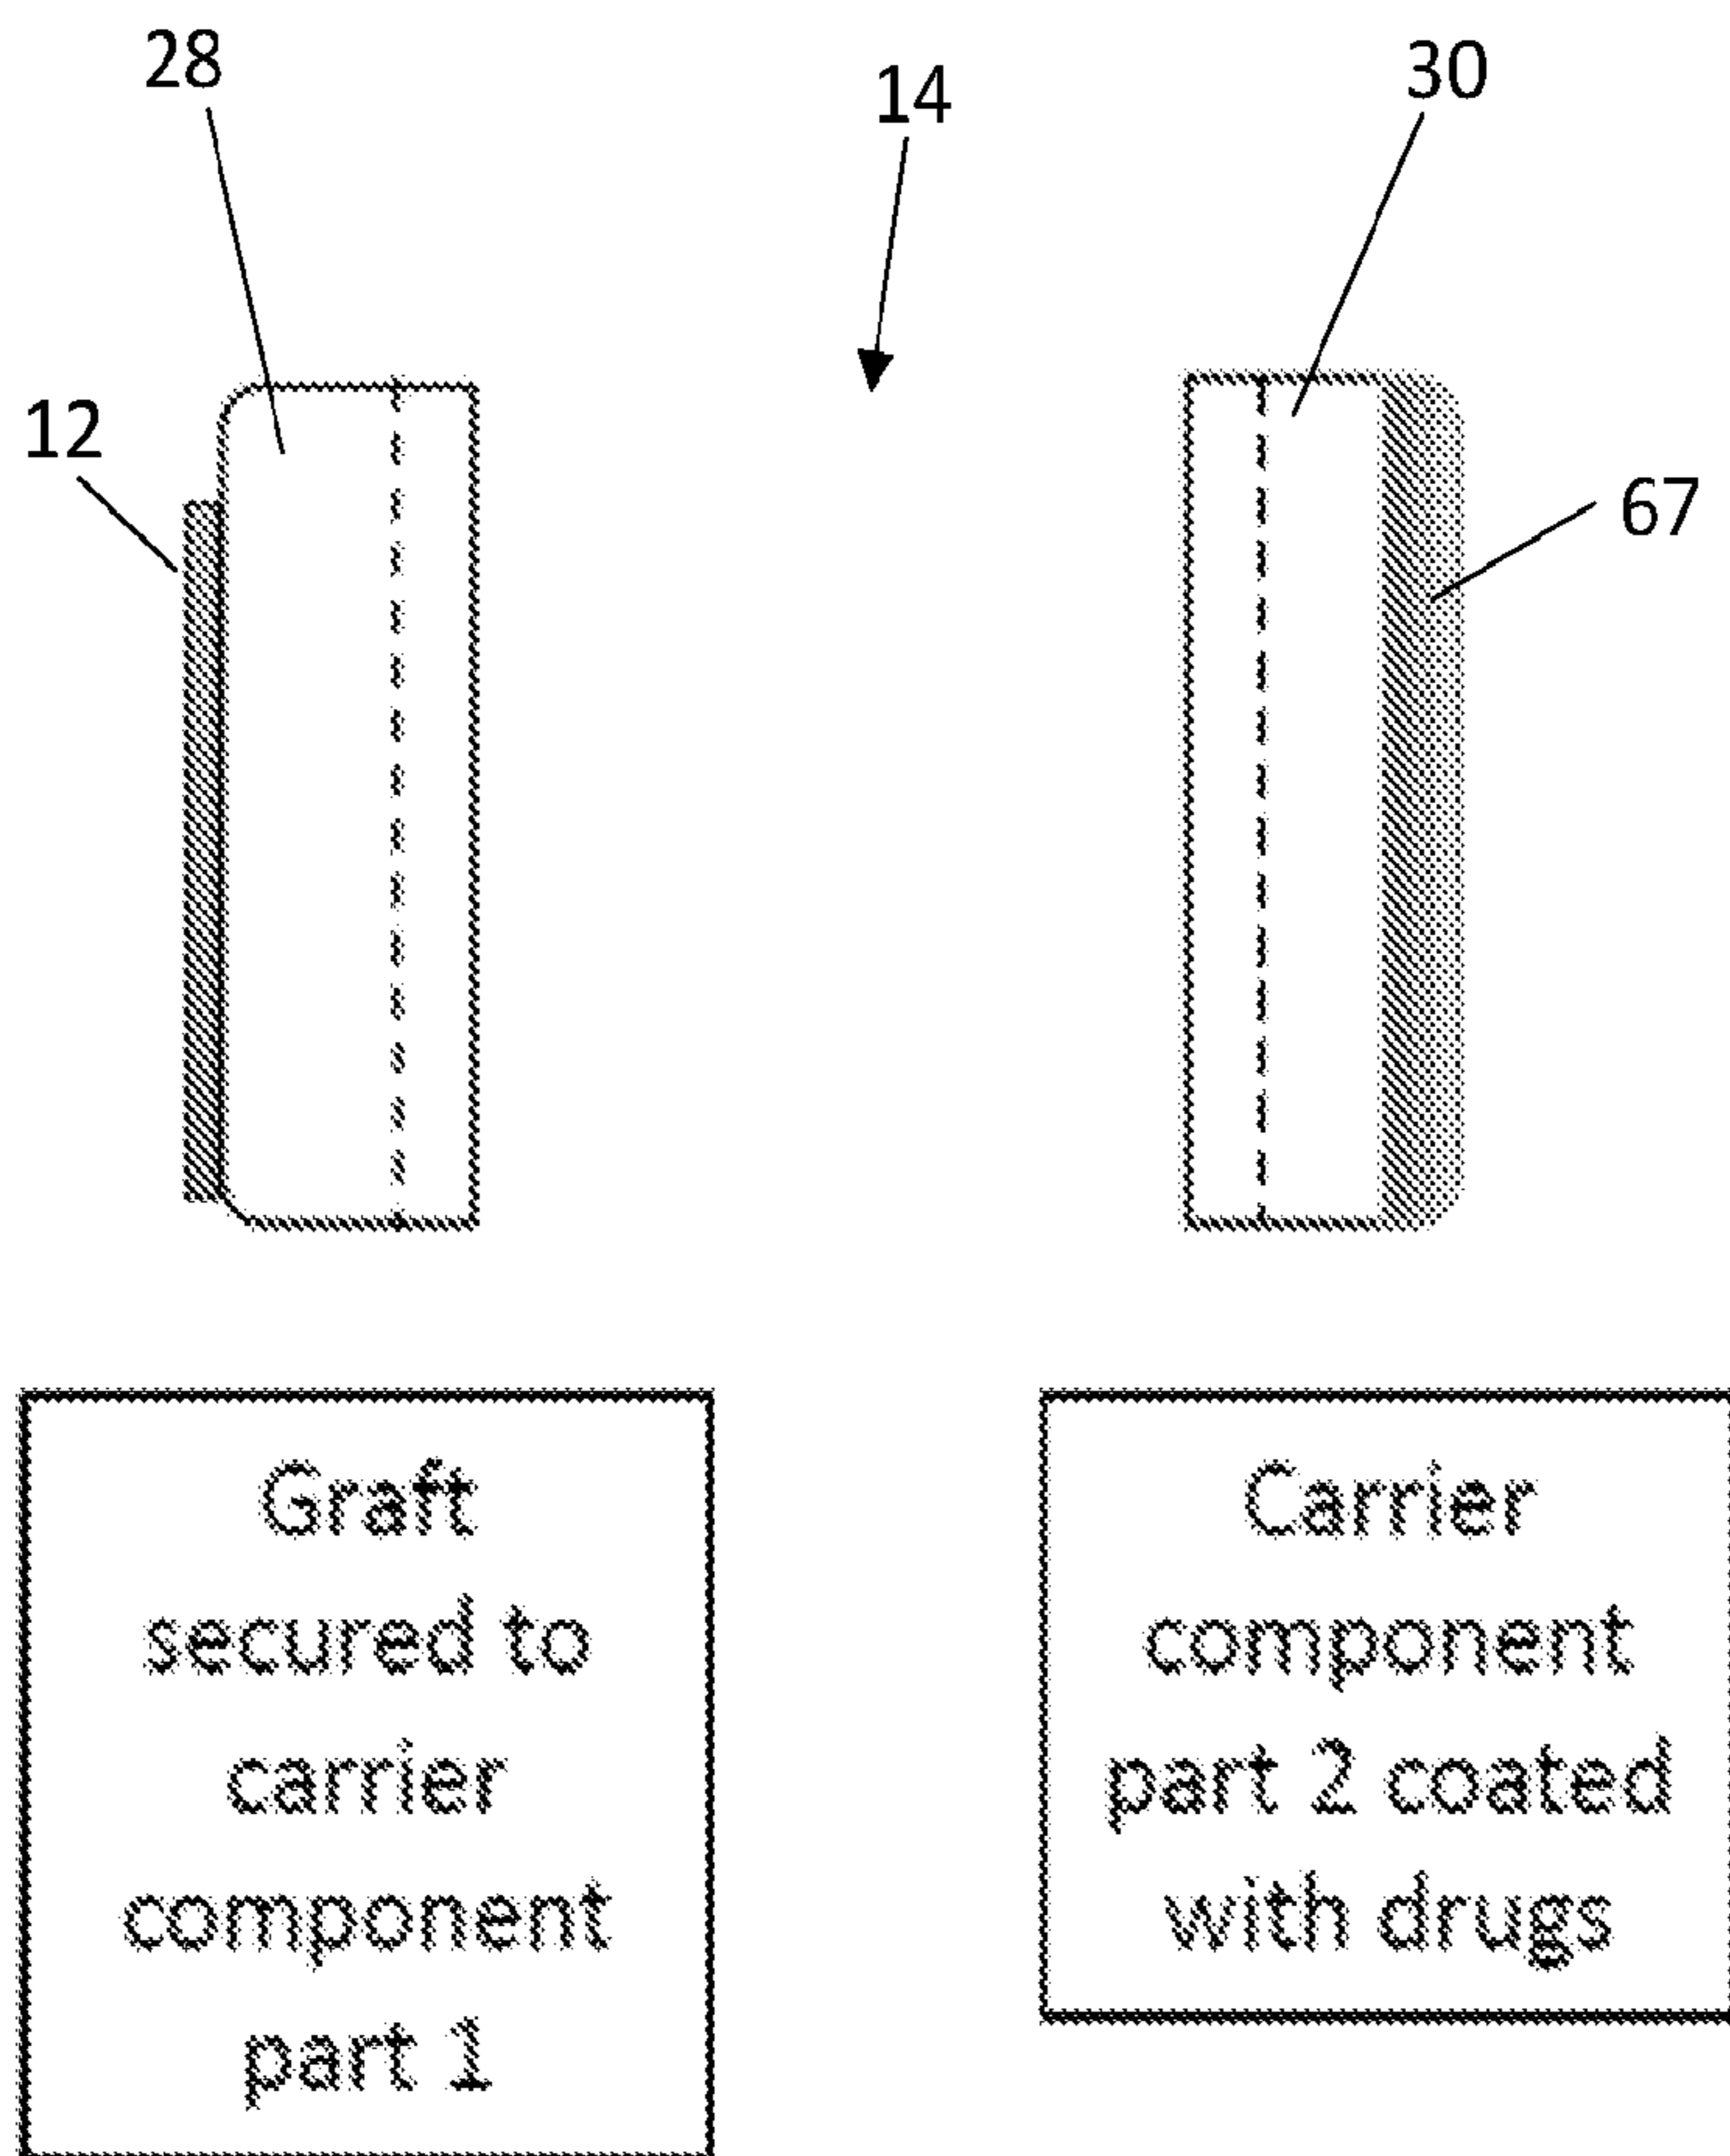 28
14
30
12
67
Graft
secured to
carrier
component
part 1
Carrier
component
part 2 coated
with drugs